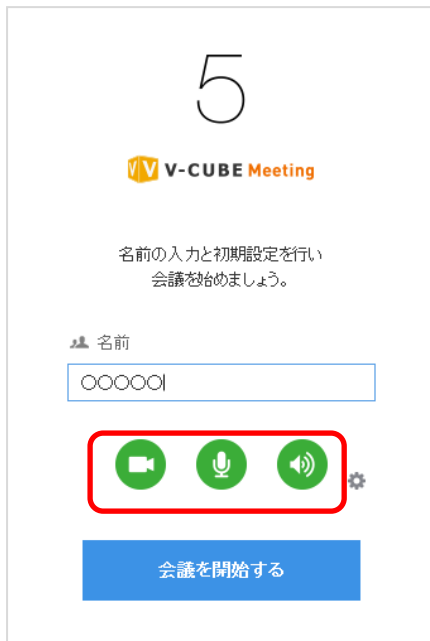 5
V-CUBE Meeting
名前の入力と初期設定を行い
会議を始めましょう。
名前
○○○○○
会議を開始する